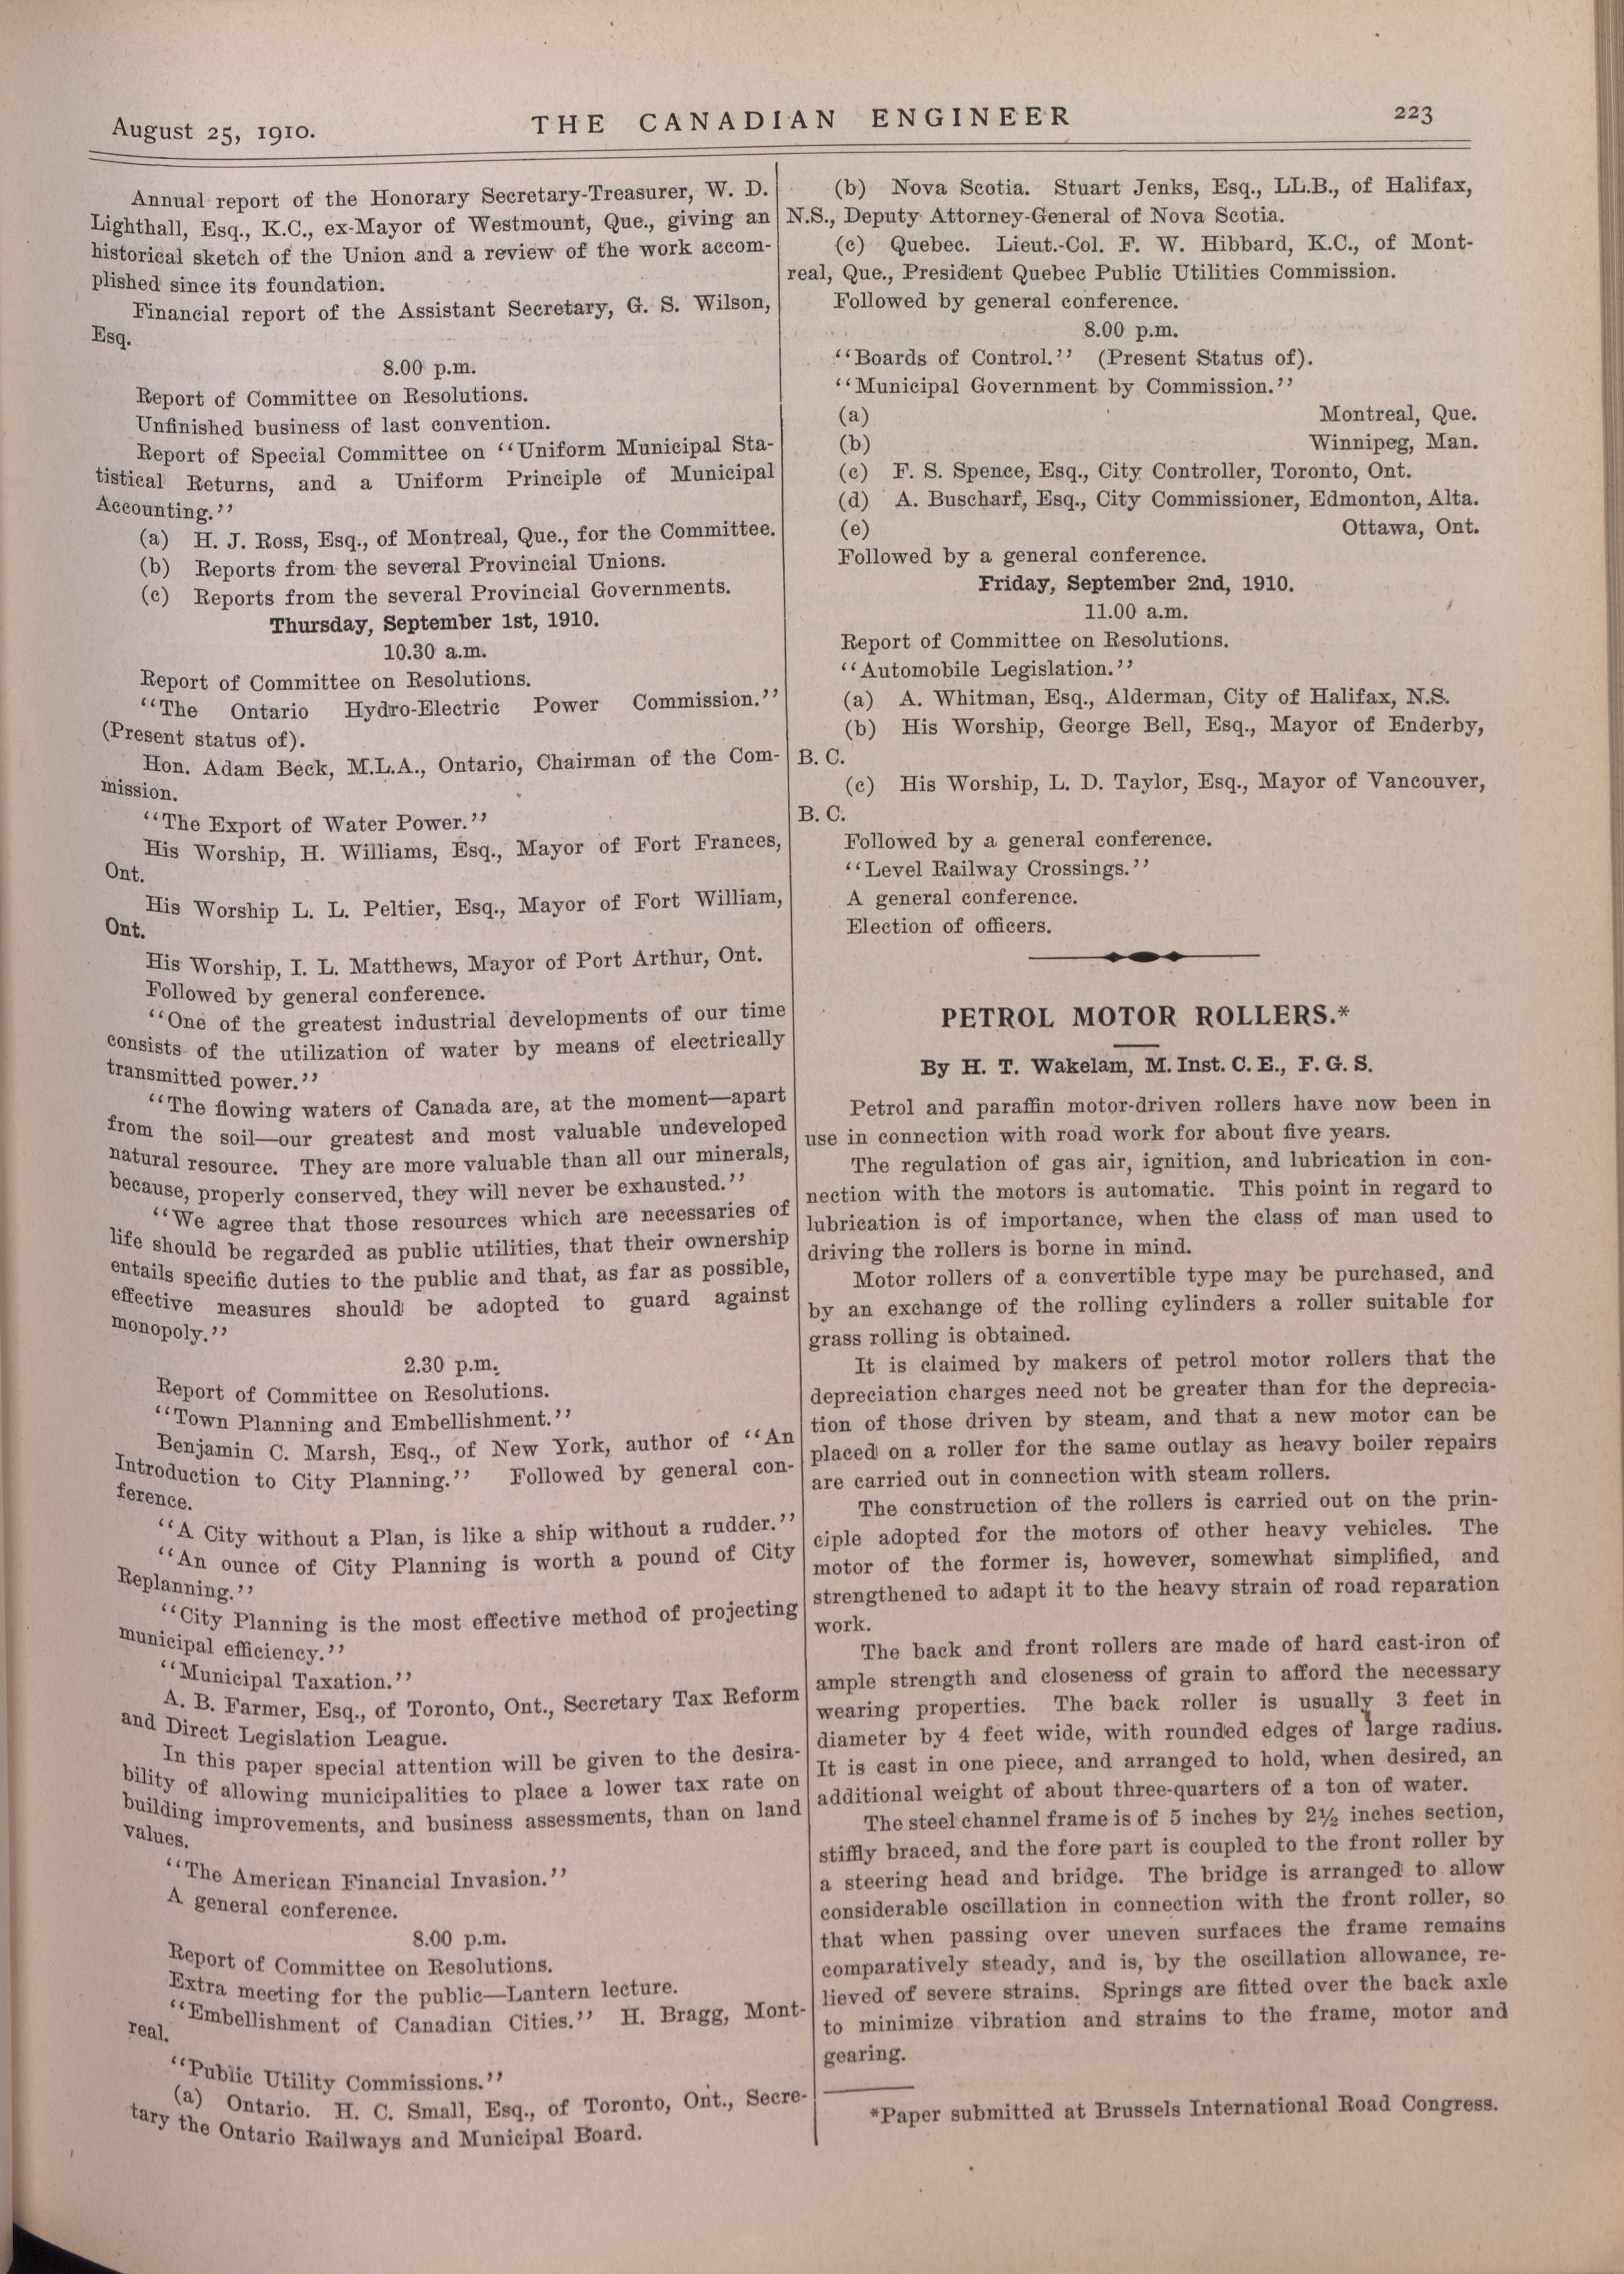 August 25, 1910.
THE CANADIAN ENGINEER
223
Annual report of the Honorary Secretary-Treasurer, W. D.
Lighthall, Esq., K.C., ex-Mayor of Westmount, Que., giving an
historical sketch of the Union and a review of the work accom-
plished since its foundation.
Financial report of the Assistant Secretary, G. S. Wilson,
Esq.
8.00 p.m.
Report of Committee on Resolutions.
Unfinished business of last convention.
Report of Special Committee on ‘‘Uniform Municipal Sta-
tistical Returns, and a Uniform Principle of Municipal
Accounting.’’
(a) H. J. Ross, Esq., of Montreal, Que., for the Committee.
(b) Reports from the several Provincial Unions.
(c) Reports from the several Provincial Governments.
Thursday, September 1st, 1910.
10.30 a.m.
Report of Committee on Resolutions.
‘‘The Ontario Hydro-Electric Power Commission.’’
(Present status of).
Hon. Adam Beck, M.L.A., Ontario, Chairman of the Com-
mission.
‘‘The Export of Water Power.’’
His Worship, H. Williams, Esq., Mayor of Fort Frances,
Ont.
His Worship L. L. Peltier, Esq., Mayor of Fort William,
Ont.
His Worship, I. L. Matthews, Mayor of Port Arthur, Ont.
Followed by general conference.
‘‘One of the greatest industrial developments of our time
consists of the utilization of water by means of electrically
transmitted power.’’
‘‘The flowing waters of Canada are, at the moment—apart
from the soil—our greatest and most valuable undeveloped
natural resource. They are more valuable than all our minerals,
because, properly conserved, they will never be exhausted.’’
‘‘We agree that those resources which are necessaries of
life should be regarded as public utilities, that their ownership
entails specific duties to the public and that, as far as possible,
effective measures should be adopted to guard against
monopoly.’’
2.30 p.m.
Report of Committee on Resolutions.
‘‘Town Planning and Embellishment.’’
Benjamin C. Marsh, Esq., of New York, author of ‘‘An
Introduction to City Planning.’’ Followed by general con-
ference.
‘‘A City without a Plan, is like a ship without a rudder.’’
‘‘An ounce of City Planning is worth a pound of City
Replanning.’’
‘‘City Planning is the most effective method of projecting
municipal efficiency.’’
‘‘Municipal Taxation.’’
A. B. Farmer, Esq., of Toronto, Ont., Secretary Tax Reform
and Direct Legislation League.
In this paper special attention will be given to the desira-
bility of allowing municipalities to place a lower tax rate on
building improvements, and business assessments, than on land
values.
‘‘The American Financial Invasion.’’
A general conference.
8.00 p.m.
Report of Committee on Resolutions.
Extra meeting for the public—Lantern lecture.
‘‘Embellishment of Canadian Cities.’’ H. Bragg, Mont-
real.
‘‘Public Utility Commissions.’’
(a) Ontario. H. C. Small, Esq., of Toronto, Ont., Secre-
tary the Ontario Railways and Municipal Board.
(b) Nova Scotia. Stuart Jenks, Esq., LL.B., of Halifax,
N.S., Deputy Attorney-General of Nova Scotia.
(c) Quebec. Lieut.-Col. F. W. Hibbard, K.C., of Mont-
real, Que., President Quebec Public Utilities Commission.
Followed by general conference.
8.00 p.m.
‘‘Boards of Control.’’ (Present Status of).
‘‘Municipal Government by Commission.’’
(a) Montreal, Que.
(b) Winnipeg, Man.
(c) F. S. Spence, Esq., City Controller, Toronto, Ont.
(d) A. Buscharf, Esq., City Commissioner, Edmonton, Alta.
(e) Ottawa, Ont.
Followed by a general conference.
Friday, September 2nd, 1910.
11.00 a.m.
Report of Committee on Resolutions.
‘‘Automobile Legislation.’’
(a) A. Whitman, Esq., Alderman, City of Halifax, N.S.
(b) His Worship, George Bell, Esq., Mayor of Enderby,
B. C.
(c) His Worship, L. D. Taylor, Esq., Mayor of Vancouver,
B. C.
Followed by a general conference.
‘‘Level Railway Crossings.’’
A general conference.
Election of officers.
PETROL MOTOR ROLLERS.*
By H. T. Wakelam, M. Inst. C. E., F. G. S.
Petrol and paraffin motor-driven rollers have now been in
use in connection with road work for about five years.
The regulation of gas air, ignition, and lubrication in con-
nection with the motors is automatic. This point in regard to
lubrication is of importance, when the class of man used to
driving the rollers is borne in mind.
Motor rollers of a convertible type may be purchased, and
by an exchange of the rolling cylinders a roller suitable for
grass rolling is obtained.
It is claimed by makers of petrol motor rollers that the
depreciation charges need not be greater than for the deprecia-
tion of those driven by steam, and that a new motor can be
placed on a roller for the same outlay as heavy boiler repairs
are carried out in connection with steam rollers.
The construction of the rollers is carried out on the prin-
ciple adopted for the motors of other heavy vehicles. The
motor of the former is, however, somewhat simplified, and
strengthened to adapt it to the heavy strain of road reparation
work.
The back and front rollers are made of hard cast-iron of
ample strength and closeness of grain to afford the necessary
wearing properties. The back roller is usually 3 feet in
diameter by 4 feet wide, with rounded edges of large radius.
It is cast in one piece, and arranged to hold, when desired, an
additional weight of about three-quarters of a ton of water.
The steel channel frame is of 5 inches by 2½ inches section,
stiffly braced, and the fore part is coupled to the front roller by
a steering head and bridge. The bridge is arranged to allow
considerable oscillation in connection with the front roller, so
that when passing over uneven surfaces the frame remains
comparatively steady, and is, by the oscillation allowance, re-
lieved of severe strains. Springs are fitted over the back axle
to minimize vibration and strains to the frame, motor and
gearing.
*Paper submitted at Brussels International Road Congress.